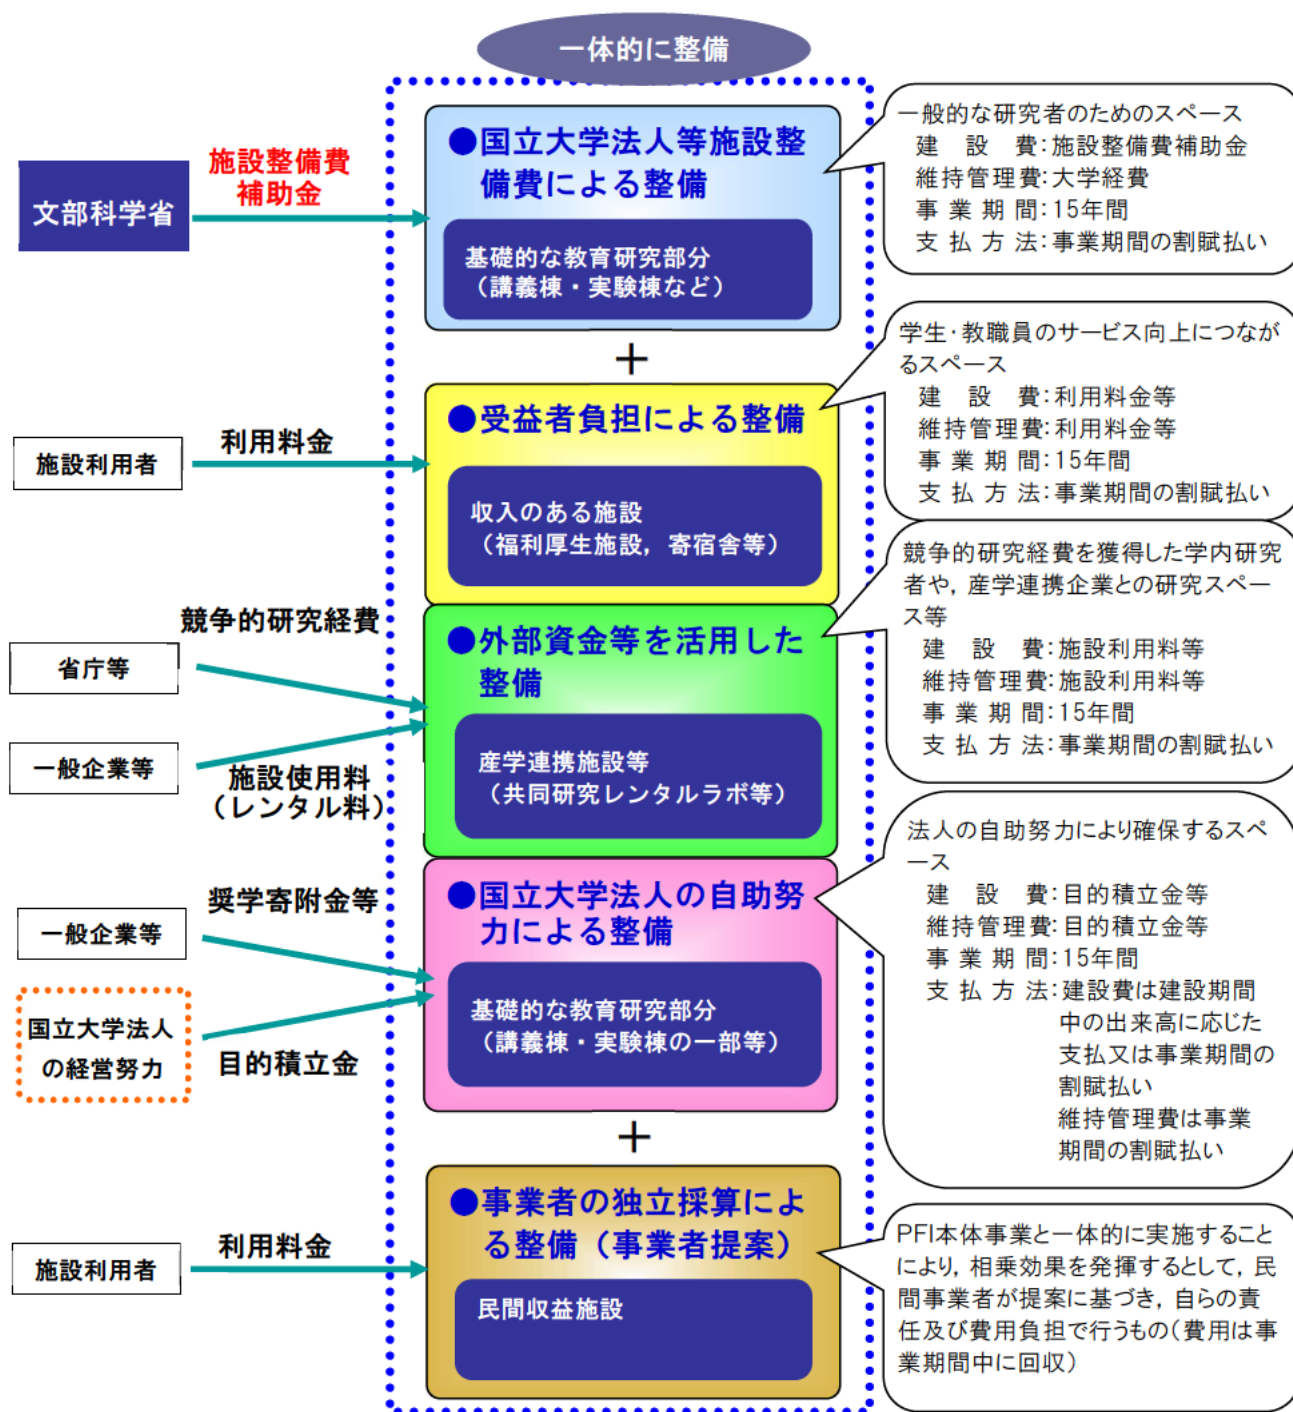 一体的に整備
文部科学省
施設整備費
補助金
●国立大学法人等施設整
備費による整備
基礎的な教育研究部分
（講義棟・実験棟など）
一般的な研究者のためのスペース
建設費：施設整備費補助金
維持管理費：大学経費
事業期間：15年間
支払方法：事業期間の割賦払い
＋
施設利用者
利用料金
●受益者負担による整備
収入のある施設
（福利厚生施設，寄宿舎等）
学生・教職員のサービス向上につなが
るスペース
建設費：利用料金等
維持管理費：利用料金等
事業期間：15年間
支払方法：事業期間の割賦払い
競争的研究経費
省庁等
一般企業等
施設使用料
（レンタル料）
●外部資金等を活用した
整備
産学連携施設等
（共同研究レンタルラボ等）
競争的研究経費を獲得した学内研究
者や，産学連携企業との研究スペー
ス等
建設費：施設利用料等
維持管理費：施設利用料等
事業期間：15年間
支払方法：事業期間の割賦払い
奨学寄附金等
一般企業等
国立大学法人
の経営努力
目的積立金
●国立大学法人の自助努
力による整備
基礎的な教育研究部分
（講義棟・実験棟の一部等）
法人の自助努力により確保するスペ
ース
建設費：目的積立金等
維持管理費：目的積立金等
事業期間：15年間
支払方法：建設費は建設期間
中の出来高に応じた
支払又は事業期間の
割賦払い
維持管理費は事業
期間の割賦払い
＋
施設利用者
利用料金
●事業者の独立採算によ
る整備（事業者提案）
民間収益施設
PFI本体事業と一体的に実施すること
により，相乗効果を発揮するとして，民
間事業者が提案に基づき，自らの責
任及び費用負担で行うもの（費用は事
業期間中に回収）